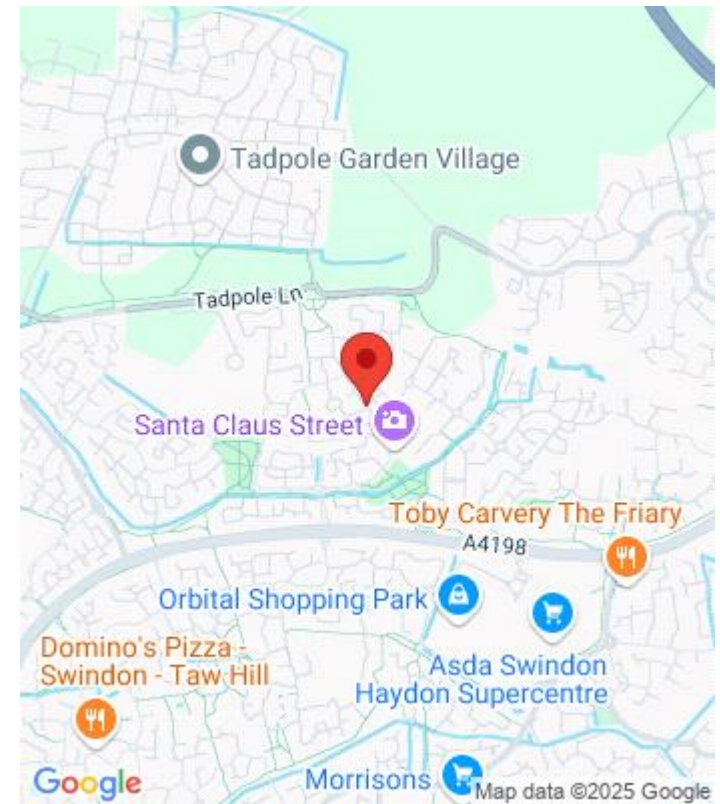 Tadpole Garden Village
Tadpole Ln
Santa Claus Street
Toby Carvery The Friary
A4198
Orbital Shopping Park
Domino's Pizza -
Swindon - Taw Hill
Asda Swindon
Haydon Supercentre
Morrisons
Google
Map data ©2025 Google